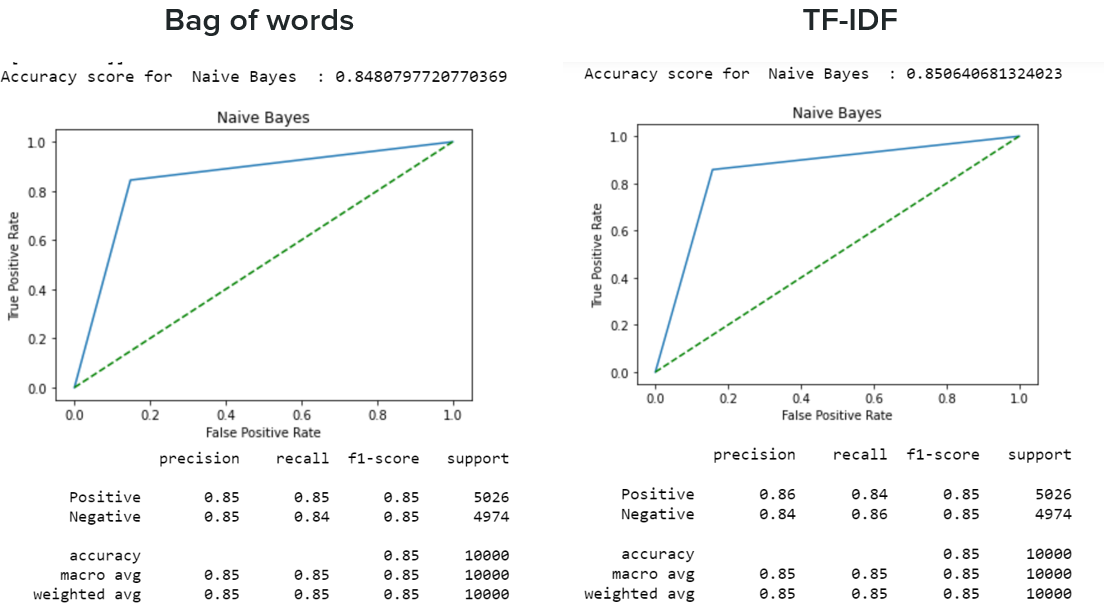 Bag of words
Accuracy score for  Naive Bayes  : 0.8480797720770369
Naive Bayes
True Positive Rate
1.0
0.8
0.6
0.4
0.2
0.0
0.0 0.2 0.4 0.6 0.8 1.0
False Positive Rate
precision recall f1-score support
Positive 0.85 0.85 0.85 5026
Negative 0.85 0.84 0.85 4974
accuracy 0.85 10000
macro avg 0.85 0.85 0.85 10000
weighted avg 0.85 0.85 0.85 10000
TF-IDF
Accuracy score for  Naive Bayes  : 0.850640681324023
Naive Bayes
True Positive Rate
1.0
0.8
0.6
0.4
0.2
0.0
0.0 0.2 0.4 0.6 0.8 1.0
False Positive Rate
precision recall f1-score support
Positive 0.86 0.84 0.85 5026
Negative 0.84 0.86 0.85 4974
accuracy 0.85 10000
macro avg 0.85 0.85 0.85 10000
weighted avg 0.85 0.85 0.85 10000